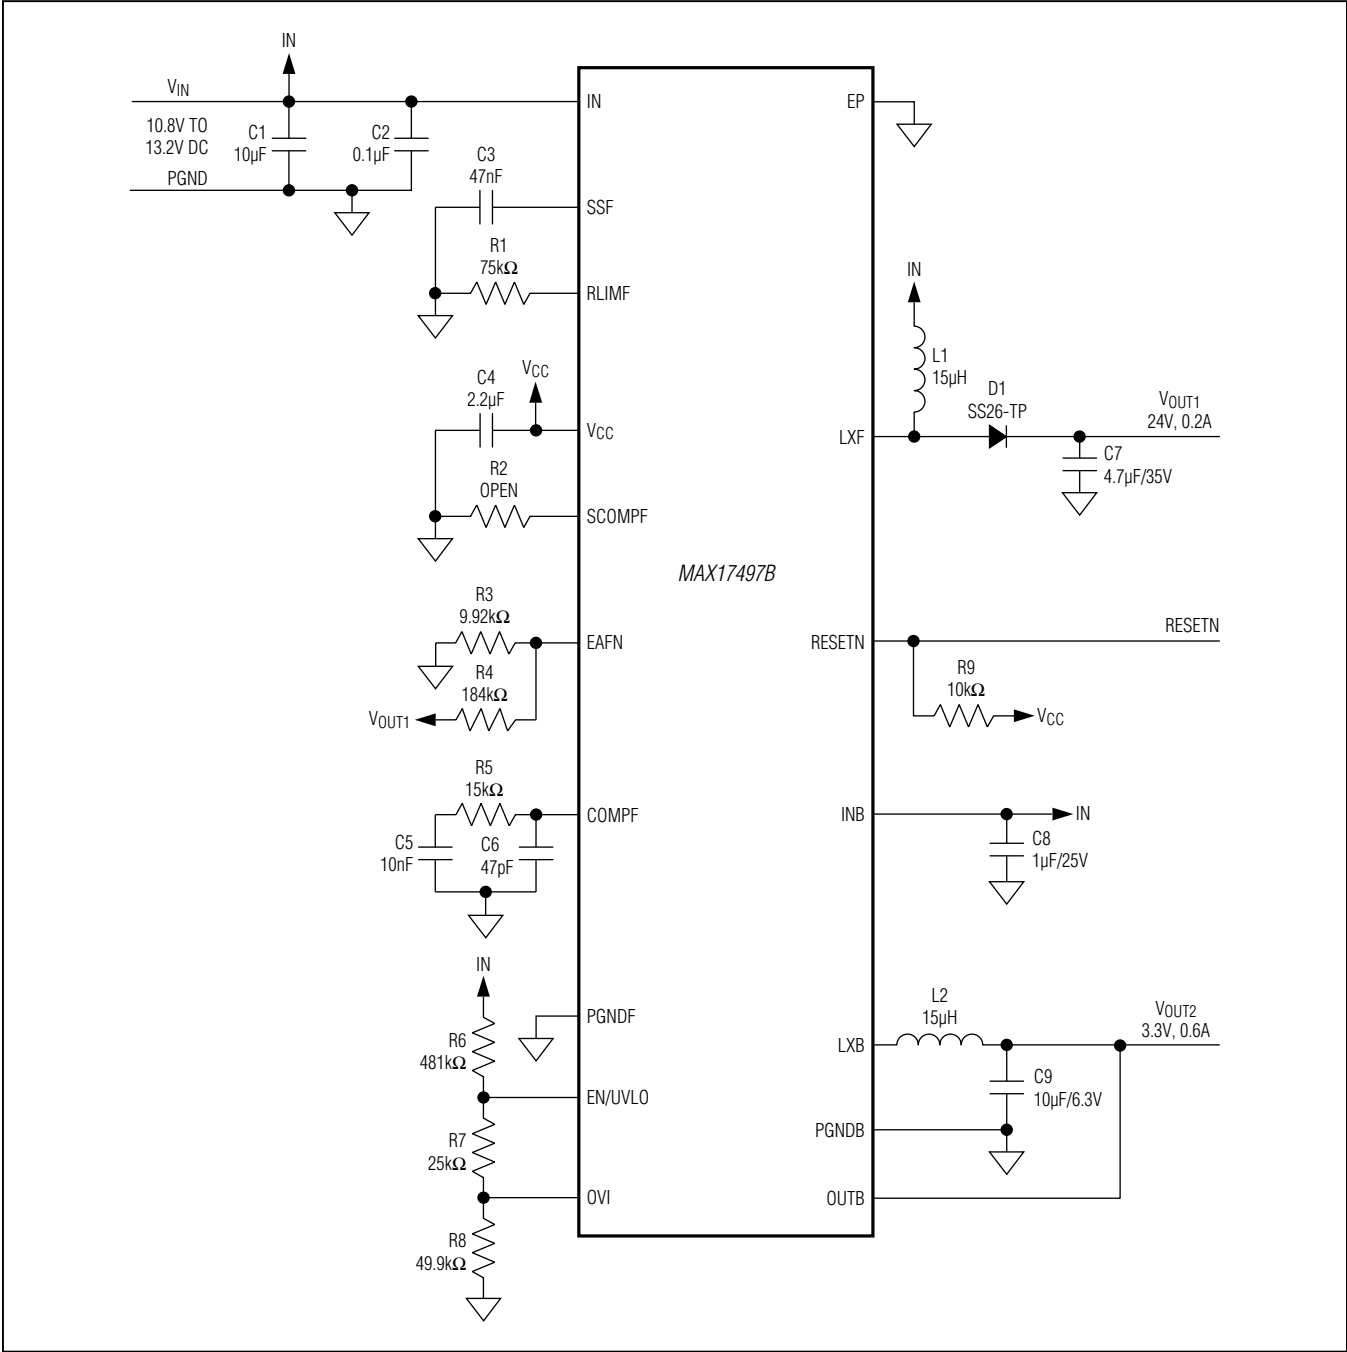 IN
VIN
10.8V TO
13.2V DC
PGND
C1
10µF
C2
0.1µF
C3
47nF
R1
75kΩ
C4
2.2µF
VCC
R2
OPEN
R3
9.92kΩ
R4
184kΩ
VOUT1
R5
15kΩ
C5
10nF
C6
47pF
IN
R6
481kΩ
R7
25kΩ
R8
49.9kΩ
IN
SSF
RLIMF
VCC
SCOMPF
EAFN
COMPF
PGNDF
EN/UVLO
OVI
MAX17497B
EP
LXF
RESETN
INB
LXB
PGNDB
OUTB
IN
L1
15µH
D1
SS26-TP
VOUT1
24V, 0.2A
C7
4.7µF/35V
RESETN
R9
10kΩ
VCC
IN
C8
1µF/25V
L2
15µH
VOUT2
3.3V, 0.6A
C9
10µF/6.3V